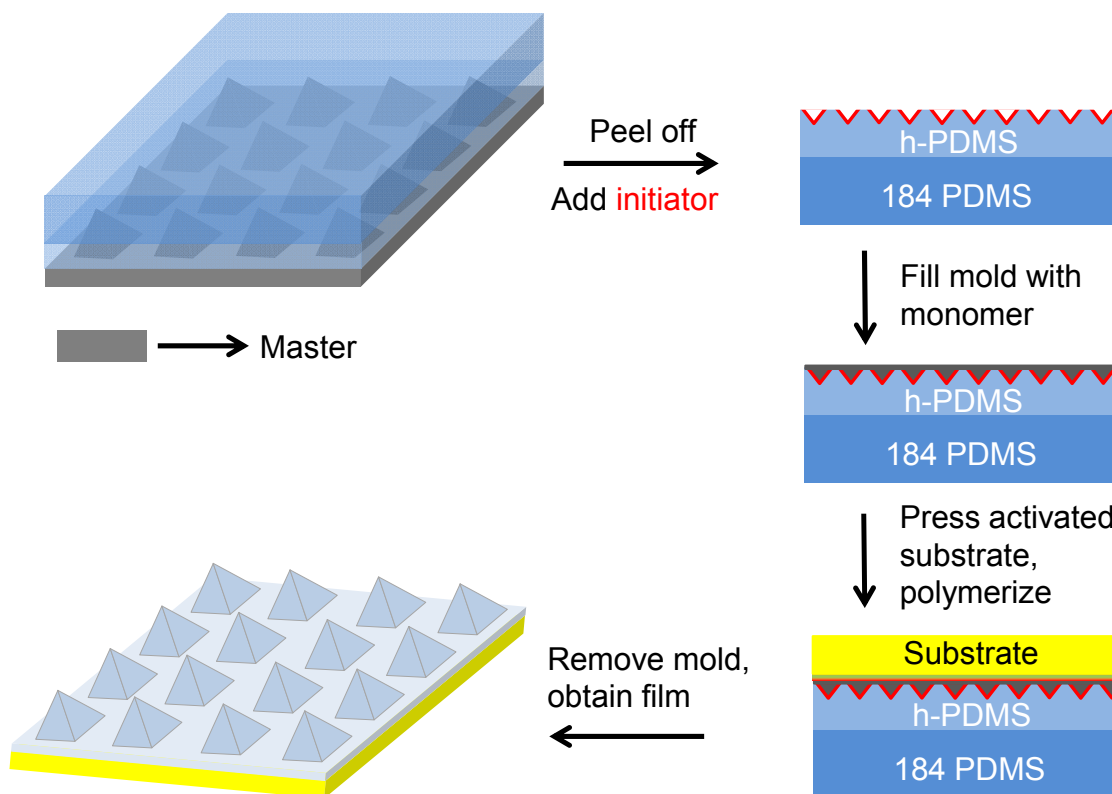 Peel off
Add initiator
h-PDMS
184 PDMS
Master
Fill mold with
monomer
h-PDMS
184 PDMS
Press activated
substrate,
polymerize
Substrate
h-PDMS
184 PDMS
Remove mold,
obtain film